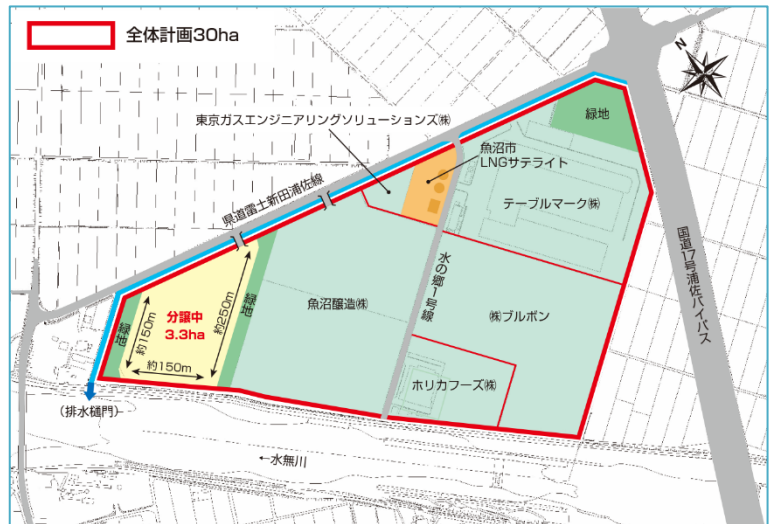 全体計画30ha
N
緑地
東京ガスエンジニアリングソリューションズ㈱
魚沼市
LNGサテライト
テーブルマーク㈱
県道雷土新田浦佐線
国道17号浦佐バイパス
水の郷1号線
緑地
約250m
分譲中
3.3ha
約150m
緑地
約150m
魚沼醸造㈱
㈱ブルボン
ホリカフーズ㈱
(排水樋門)
←水無川